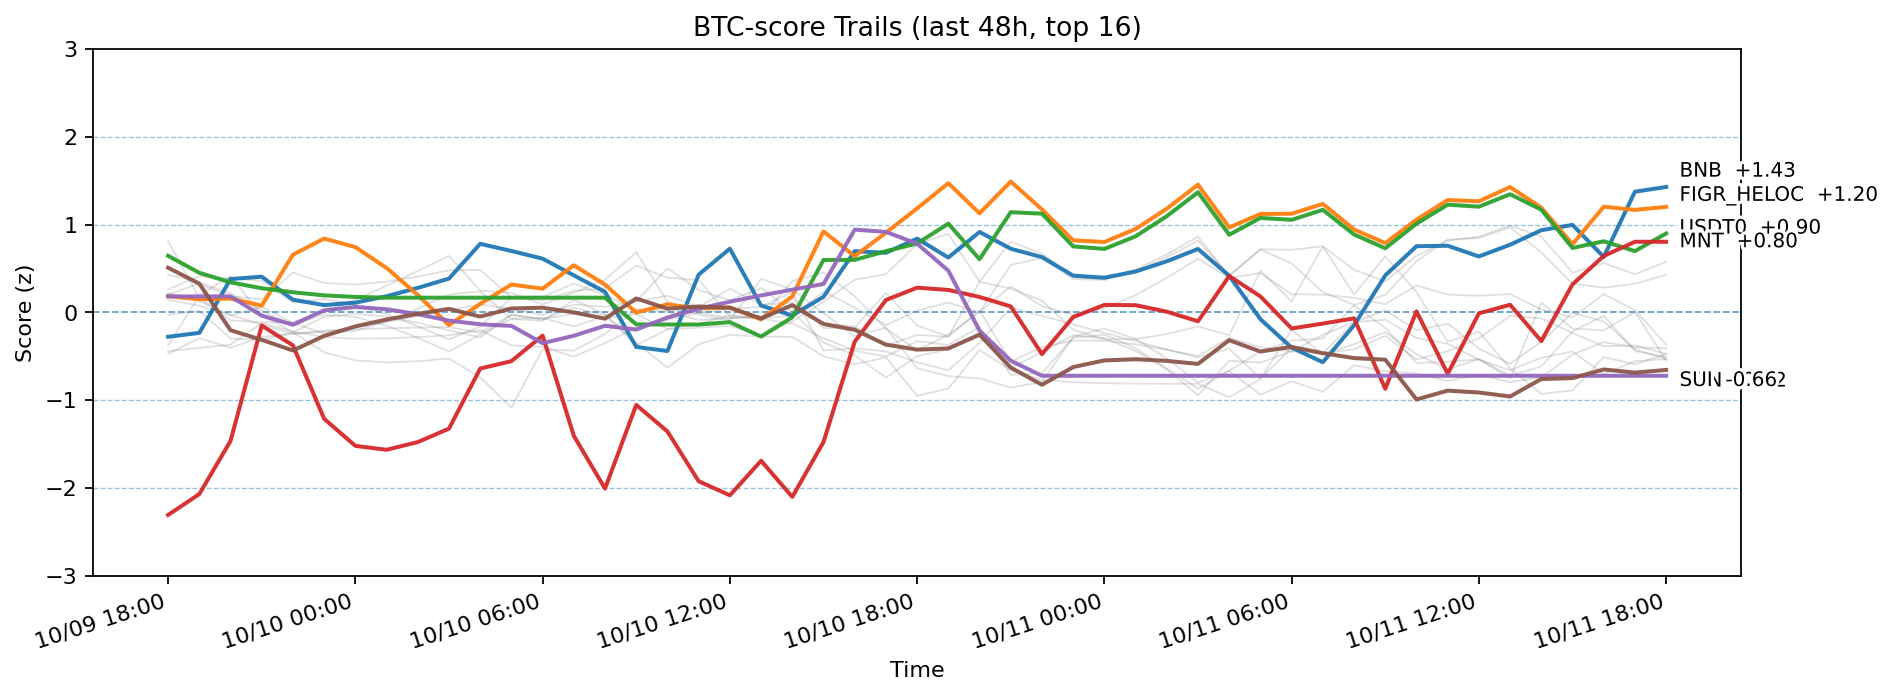 BTC-score Trails (last 48h, top 16)
Score (z)
3
2
1
0
−1
−2
−3
BNB +1.43
FIGR_HELOC +1.20
USDT0 +0.90
MNT +0.80
SUN
10/09 18:00
10/10 00:00
10/10 06:00
10/10 12:00
10/10 18:00
10/11 00:00
10/11 06:00
10/11 12:00
10/11 18:00
Time